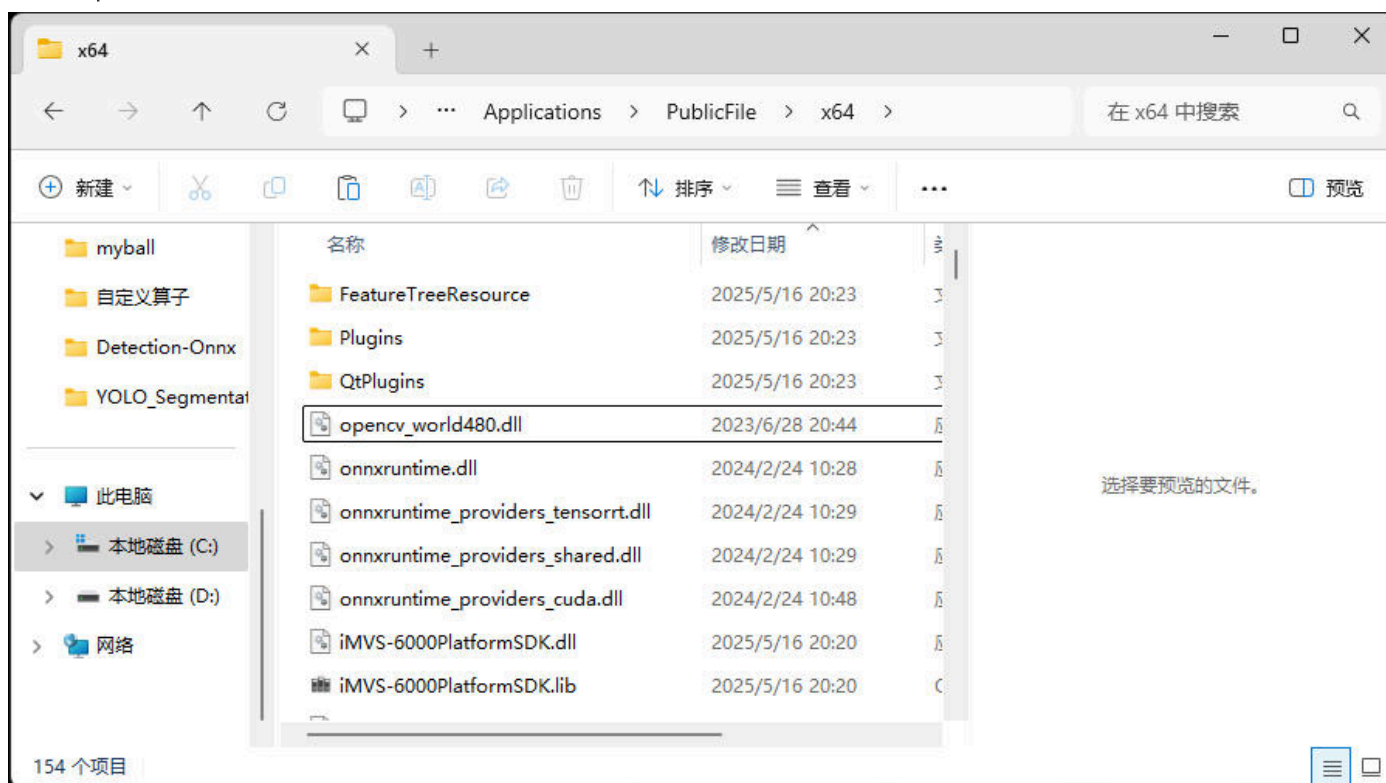 x64
Applications > PublicFile > x64 >
在 x64 中搜索
新建
排序
查看
预览
myball
自定义算子
Detection-Onnx
YOLO_Segmentat
此电脑
本地磁盘 (C:)
本地磁盘 (D:)
网络
名称 修改日期
FeatureTreeResource 2025/5/16 20:23
Plugins 2025/5/16 20:23
QtPlugins 2025/5/16 20:23
opencv_world480.dll 2023/6/28 20:44
onnxruntime.dll 2024/2/24 10:28
onnxruntime_providers_tensorrt.dll 2024/2/24 10:29
onnxruntime_providers_shared.dll 2024/2/24 10:29
onnxruntime_providers_cuda.dll 2024/2/24 10:48
iMVS-6000PlatformSDK.dll 2025/5/16 20:20
iMVS-6000PlatformSDK.lib 2025/5/16 20:20
选择要预览的文件。
154 个项目